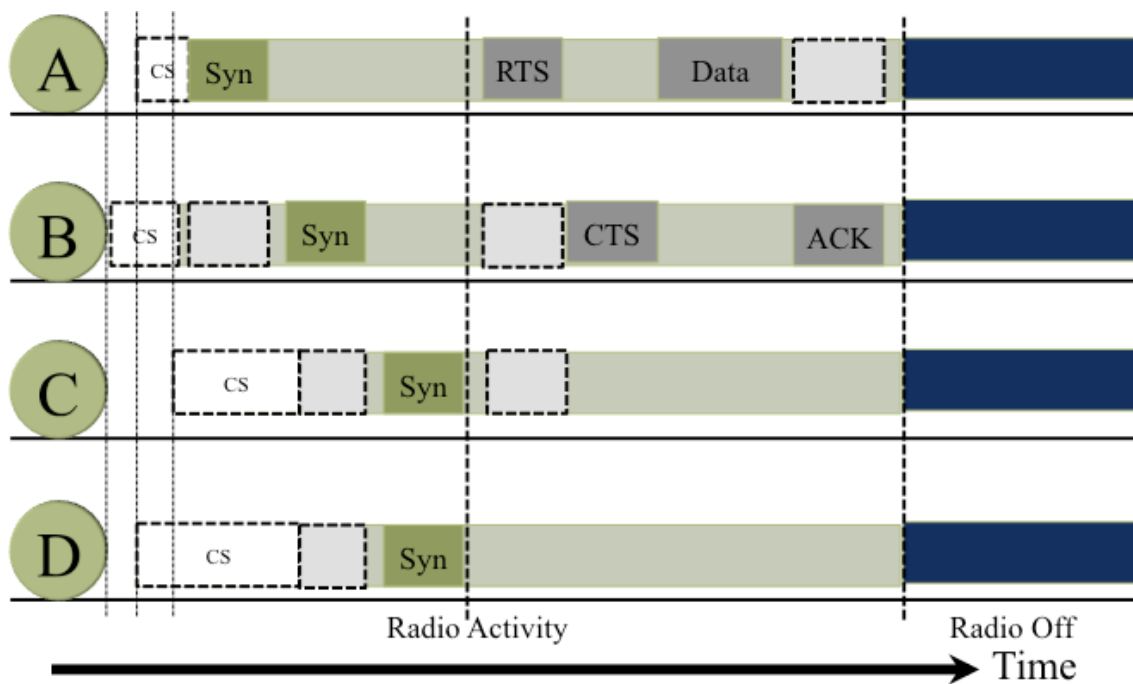 A
CS
Syn
RTS
Data
B
CS
Syn
CTS
ACK
C
CS
Syn
D
CS
Syn
Radio Activity
Radio Off
Time